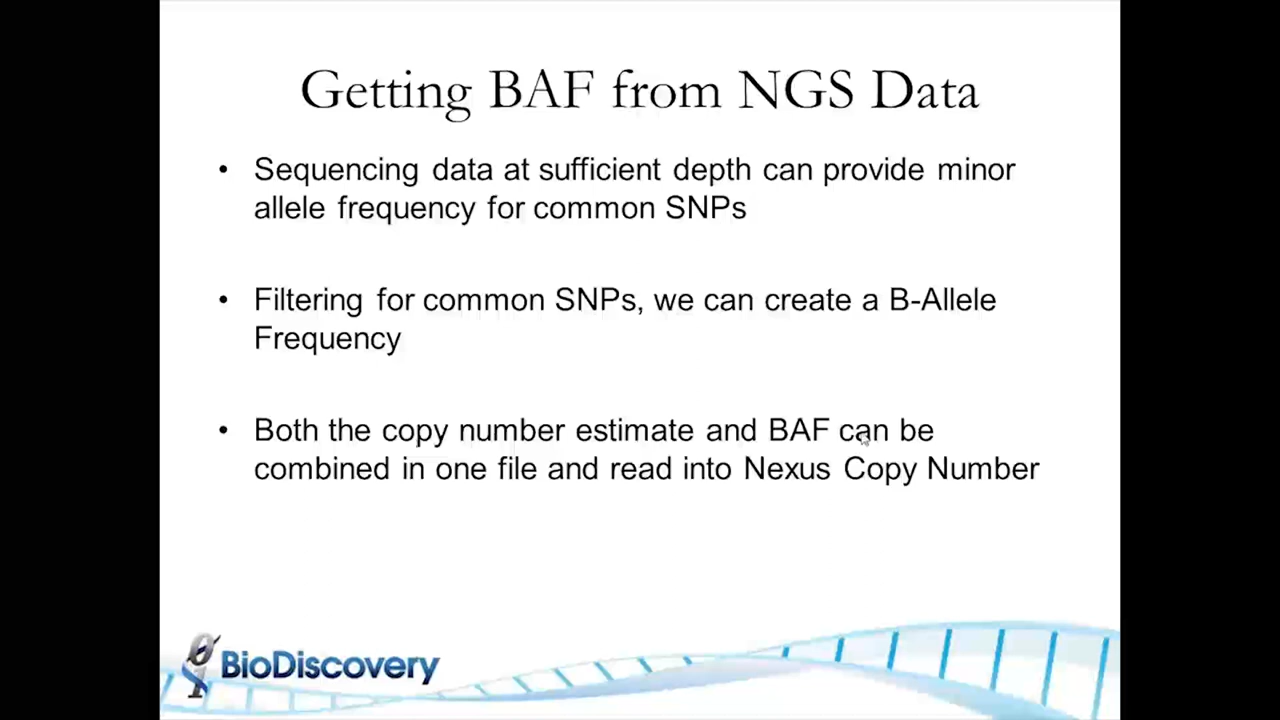 Getting BAF from NGS Data
• Sequencing data at sufficient depth can provide minor
allele frequency for common SNPs
• Filtering for common SNPs, we can create a B-Allele
Frequency
• Both the copy number estimate and BAF can be
combined in one file and read into Nexus Copy Number
BioDiscovery